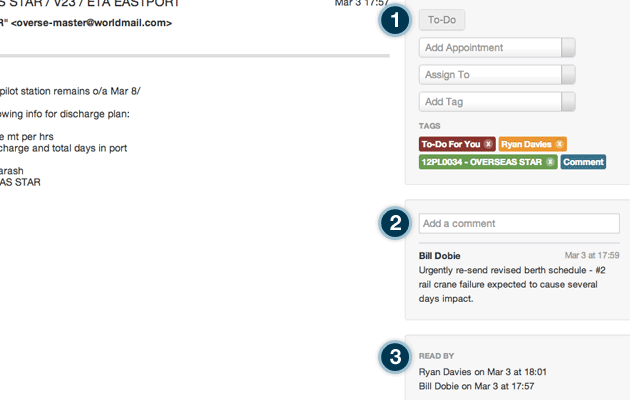 S STAR / V23 / ETA EASTPORT
Mar 3 17:57
R" <overse-master@worldmail.com>
pilot station remains o/a Mar 8/
owing info for discharge plan:
e mt per hrs
charge and total days in port
arash
AS STAR
1
To-Do
Add Appointment
Assign To
Add Tag
TAGS
To-Do For You x
Ryan Davies x
12PL0034 - OVERSEAS STAR x
Comment
2
Add a comment
Bill Dobie
Mar 3 at 17:59
Urgently re-send revised berth schedule - #2
rail crane failure expected to cause several
days impact.
3
READ BY
Ryan Davies on Mar 3 at 18:01
Bill Dobie on Mar 3 at 17:57